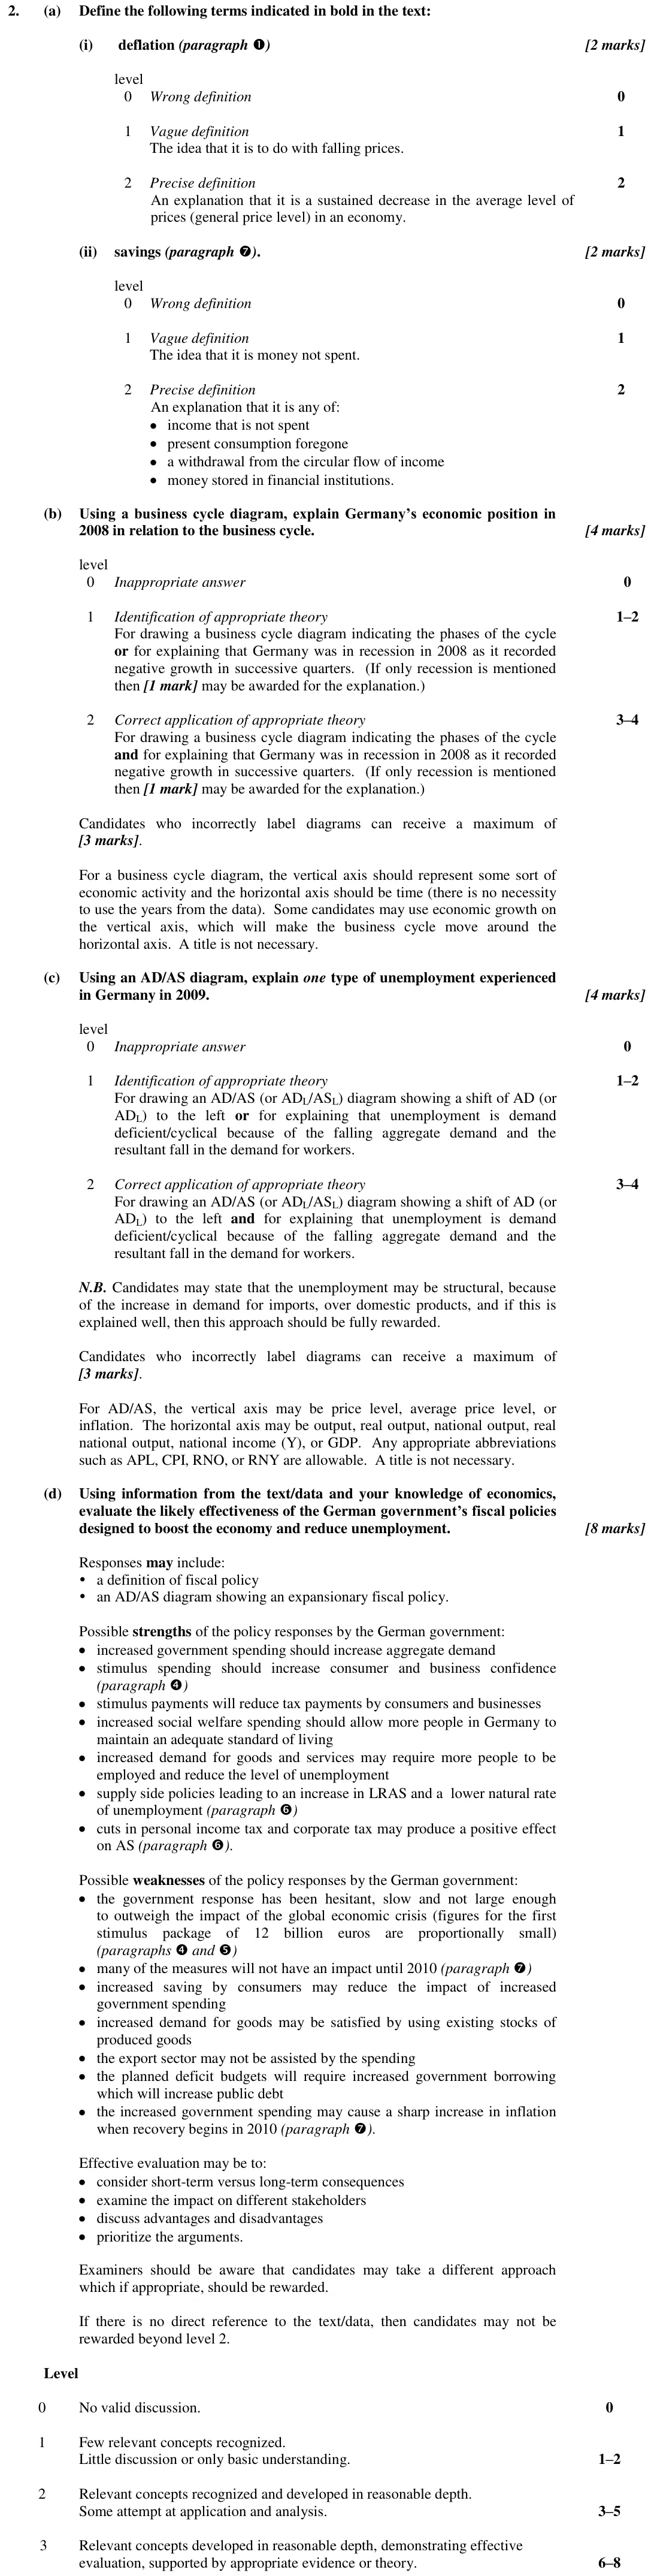 2. (a) Define the following terms indicated in bold in the text:
(i) deflation (paragraph ❶) [2 marks]
level
0 Wrong definition 0
1 Vague definition 1
The idea that it is to do with falling prices.
2 Precise definition 2
An explanation that it is a sustained decrease in the average level of
prices (general price level) in an economy.
(ii) savings (paragraph ❼). [2 marks]
level
0 Wrong definition 0
1 Vague definition 1
The idea that it is money not spent.
2 Precise definition 2
An explanation that it is any of:
• income that is not spent
• present consumption foregone
• a withdrawal from the circular flow of income
• money stored in financial institutions.
(b) Using a business cycle diagram, explain Germany's economic position in
2008 in relation to the business cycle. [4 marks]
level
0 Inappropriate answer 0
1 Identification of appropriate theory 1–2
For drawing a business cycle diagram indicating the phases of the cycle
or for explaining that Germany was in recession in 2008 as it recorded
negative growth in successive quarters. (If only recession is mentioned
then [1 mark] may be awarded for the explanation.)
2 Correct application of appropriate theory 3–4
For drawing a business cycle diagram indicating the phases of the cycle
and for explaining that Germany was in recession in 2008 as it recorded
negative growth in successive quarters. (If only recession is mentioned
then [1 mark] may be awarded for the explanation.)
Candidates who incorrectly label diagrams can receive a maximum of
[3 marks].
For a business cycle diagram, the vertical axis should represent some sort of
economic activity and the horizontal axis should be time (there is no necessity
to use the years from the data). Some candidates may use economic growth on
the vertical axis, which will make the business cycle move around the
horizontal axis. A title is not necessary.
(c) Using an AD/AS diagram, explain one type of unemployment experienced
in Germany in 2009. [4 marks]
level
0 Inappropriate answer 0
1 Identification of appropriate theory 1–2
For drawing an AD/AS (or ADL/ASL) diagram showing a shift of AD (or
ADL) to the left or for explaining that unemployment is demand
deficient/cyclical because of the falling aggregate demand and the
resultant fall in the demand for workers.
2 Correct application of appropriate theory 3–4
For drawing an AD/AS (or ADL/ASL) diagram showing a shift of AD (or
ADL) to the left and for explaining that unemployment is demand
deficient/cyclical because of the falling aggregate demand and the
resultant fall in the demand for workers.
N.B. Candidates may state that the unemployment may be structural, because
of the increase in demand for imports, over domestic products, and if this is
explained well, then this approach should be fully rewarded.
Candidates who incorrectly label diagrams can receive a maximum of
[3 marks].
For AD/AS, the vertical axis may be price level, average price level, or
inflation. The horizontal axis may be output, real output, national output, real
national output, national income (Y), or GDP. Any appropriate abbreviations
such as APL, CPI, RNO, or RNY are allowable. A title is not necessary.
(d) Using information from the text/data and your knowledge of economics,
evaluate the likely effectiveness of the German government's fiscal policies
designed to boost the economy and reduce unemployment. [8 marks]
Responses may include:
• a definition of fiscal policy
• an AD/AS diagram showing an expansionary fiscal policy.
Possible strengths of the policy responses by the German government:
• increased government spending should increase aggregate demand
• stimulus spending should increase consumer and business confidence
(paragraph ❹)
• stimulus payments will reduce tax payments by consumers and businesses
• increased social welfare spending should allow more people in Germany to
maintain an adequate standard of living
• increased demand for goods and services may require more people to be
employed and reduce the level of unemployment
• supply side policies leading to an increase in LRAS and a lower natural rate
of unemployment (paragraph ❻)
• cuts in personal income tax and corporate tax may produce a positive effect
on AS (paragraph ❻).
Possible weaknesses of the policy responses by the German government:
• the government response has been hesitant, slow and not large enough
to outweigh the impact of the global economic crisis (figures for the first
stimulus package of 12 billion euros are proportionally small)
(paragraphs ❹ and ❺)
• many of the measures will not have an impact until 2010 (paragraph ❼)
• increased saving by consumers may reduce the impact of increased
government spending
• increased demand for goods may be satisfied by using existing stocks of
produced goods
• the export sector may not be assisted by the spending
• the planned deficit budgets will require increased government borrowing
which will increase public debt
• the increased government spending may cause a sharp increase in inflation
when recovery begins in 2010 (paragraph ❼).
Effective evaluation may be to:
• consider short-term versus long-term consequences
• examine the impact on different stakeholders
• discuss advantages and disadvantages
• prioritize the arguments.
Examiners should be aware that candidates may take a different approach
which if appropriate, should be rewarded.
If there is no direct reference to the text/data, then candidates may not be
rewarded beyond level 2.
Level
0 No valid discussion. 0
1 Few relevant concepts recognized.
Little discussion or only basic understanding. 1–2
2 Relevant concepts recognized and developed in reasonable depth.
Some attempt at application and analysis. 3–5
3 Relevant concepts developed in reasonable depth, demonstrating effective
evaluation, supported by appropriate evidence or theory. 6–8